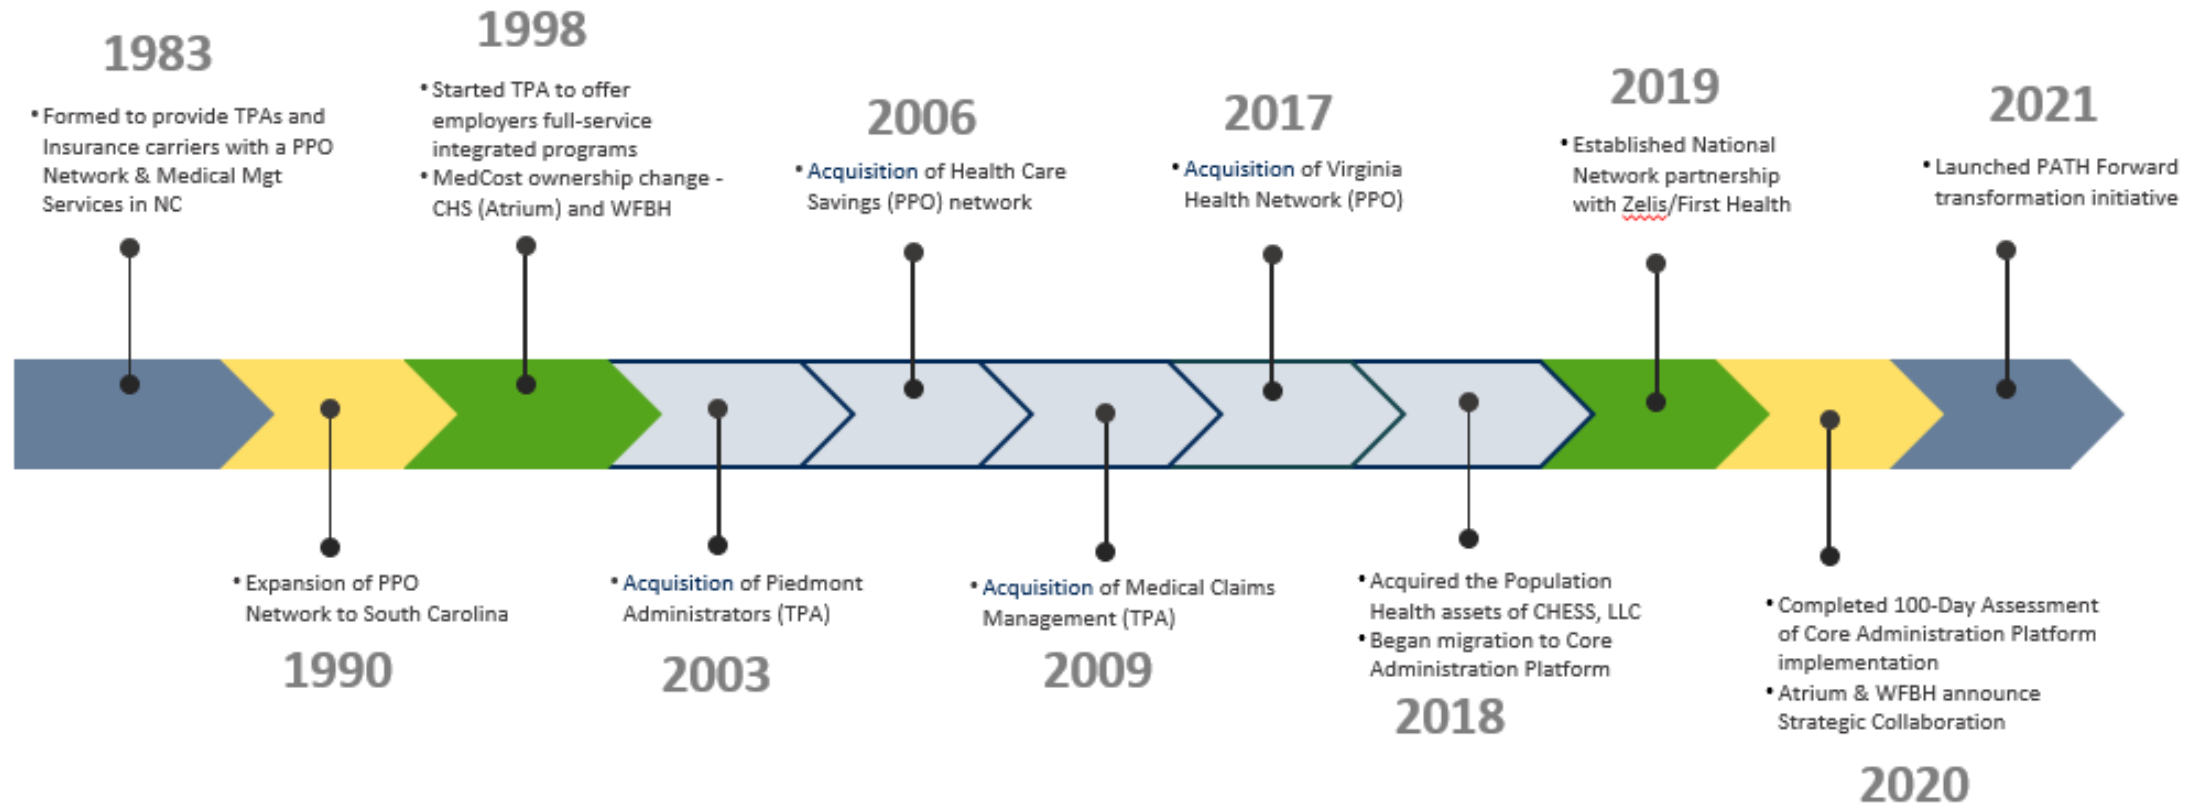 1983
• Formed to provide TPAs and
Insurance carriers with a PPO
Network & Medical Mgt
Services in NC
1990
• Expansion of PPO
Network to South Carolina
1998
• Started TPA to offer
employers full-service
integrated programs
• MedCost ownership change -
CHS (Atrium) and WFBH
2003
• Acquisition of Piedmont
Administrators (TPA)
2006
• Acquisition of Health Care
Savings (PPO) network
2009
• Acquisition of Medical Claims
Management (TPA)
2017
• Acquisition of Virginia
Health Network (PPO)
2018
• Acquired the Population
Health assets of CHESS, LLC
• Began migration to Core
Administration Platform
2019
• Established National
Network partnership
with Zelis/First Health
2020
• Completed 100-Day Assessment
of Core Administration Platform
implementation
• Atrium & WFBH announce
Strategic Collaboration
2021
• Launched PATH Forward
transformation initiative